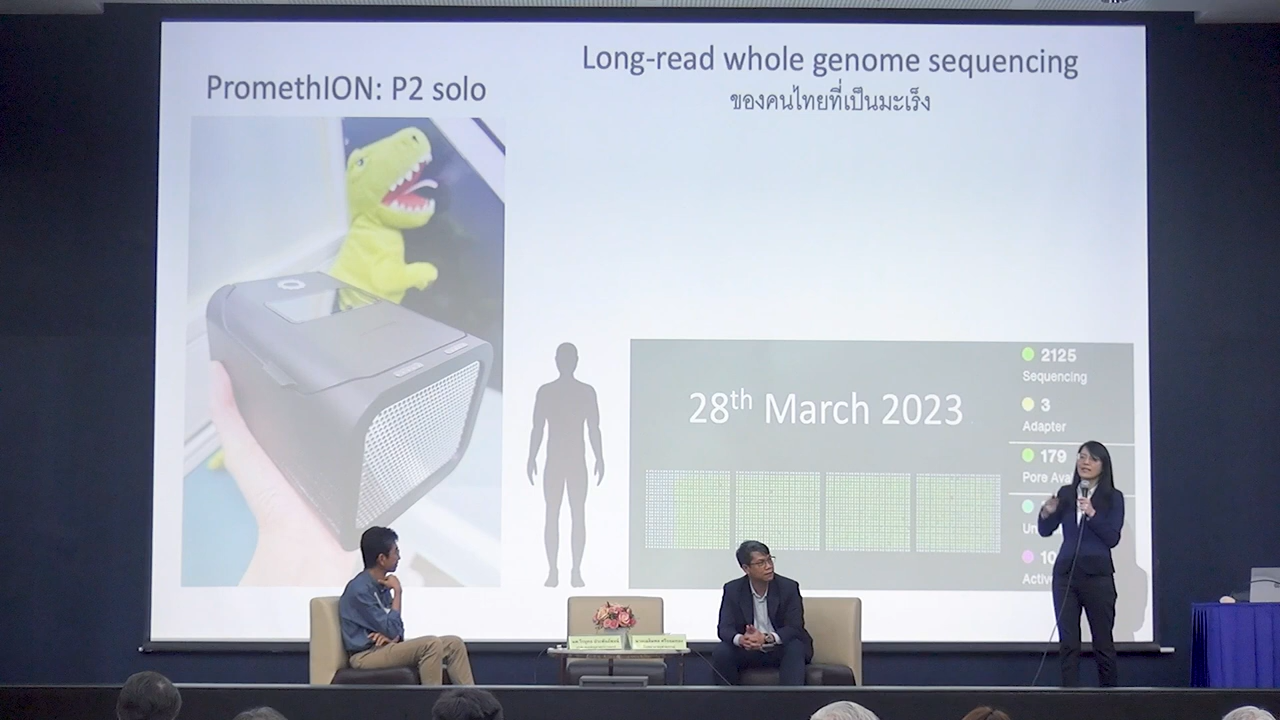 PromethION: P2 solo
Long-read whole genome sequencing
ของคนไทยที่เป็นมะเร็ง
28th March 2023
2125
Sequencing
3
Adapter
179
Pore